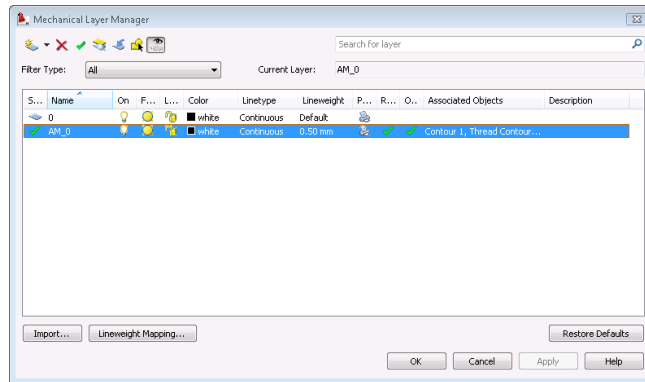 Mechanical Layer Manager
Search for layer
Filter Type: All Current Layer: AM_0
S... Name On F... L... Color Linetype Lineweight P... R... O.. Associated Objects Description
0 white Continuous Default
AM_0 white Continuous 0.50 mm Contour 1, Thread Contour...
Import... Lineweight Mapping... Restore Defaults
OK Cancel Apply Help